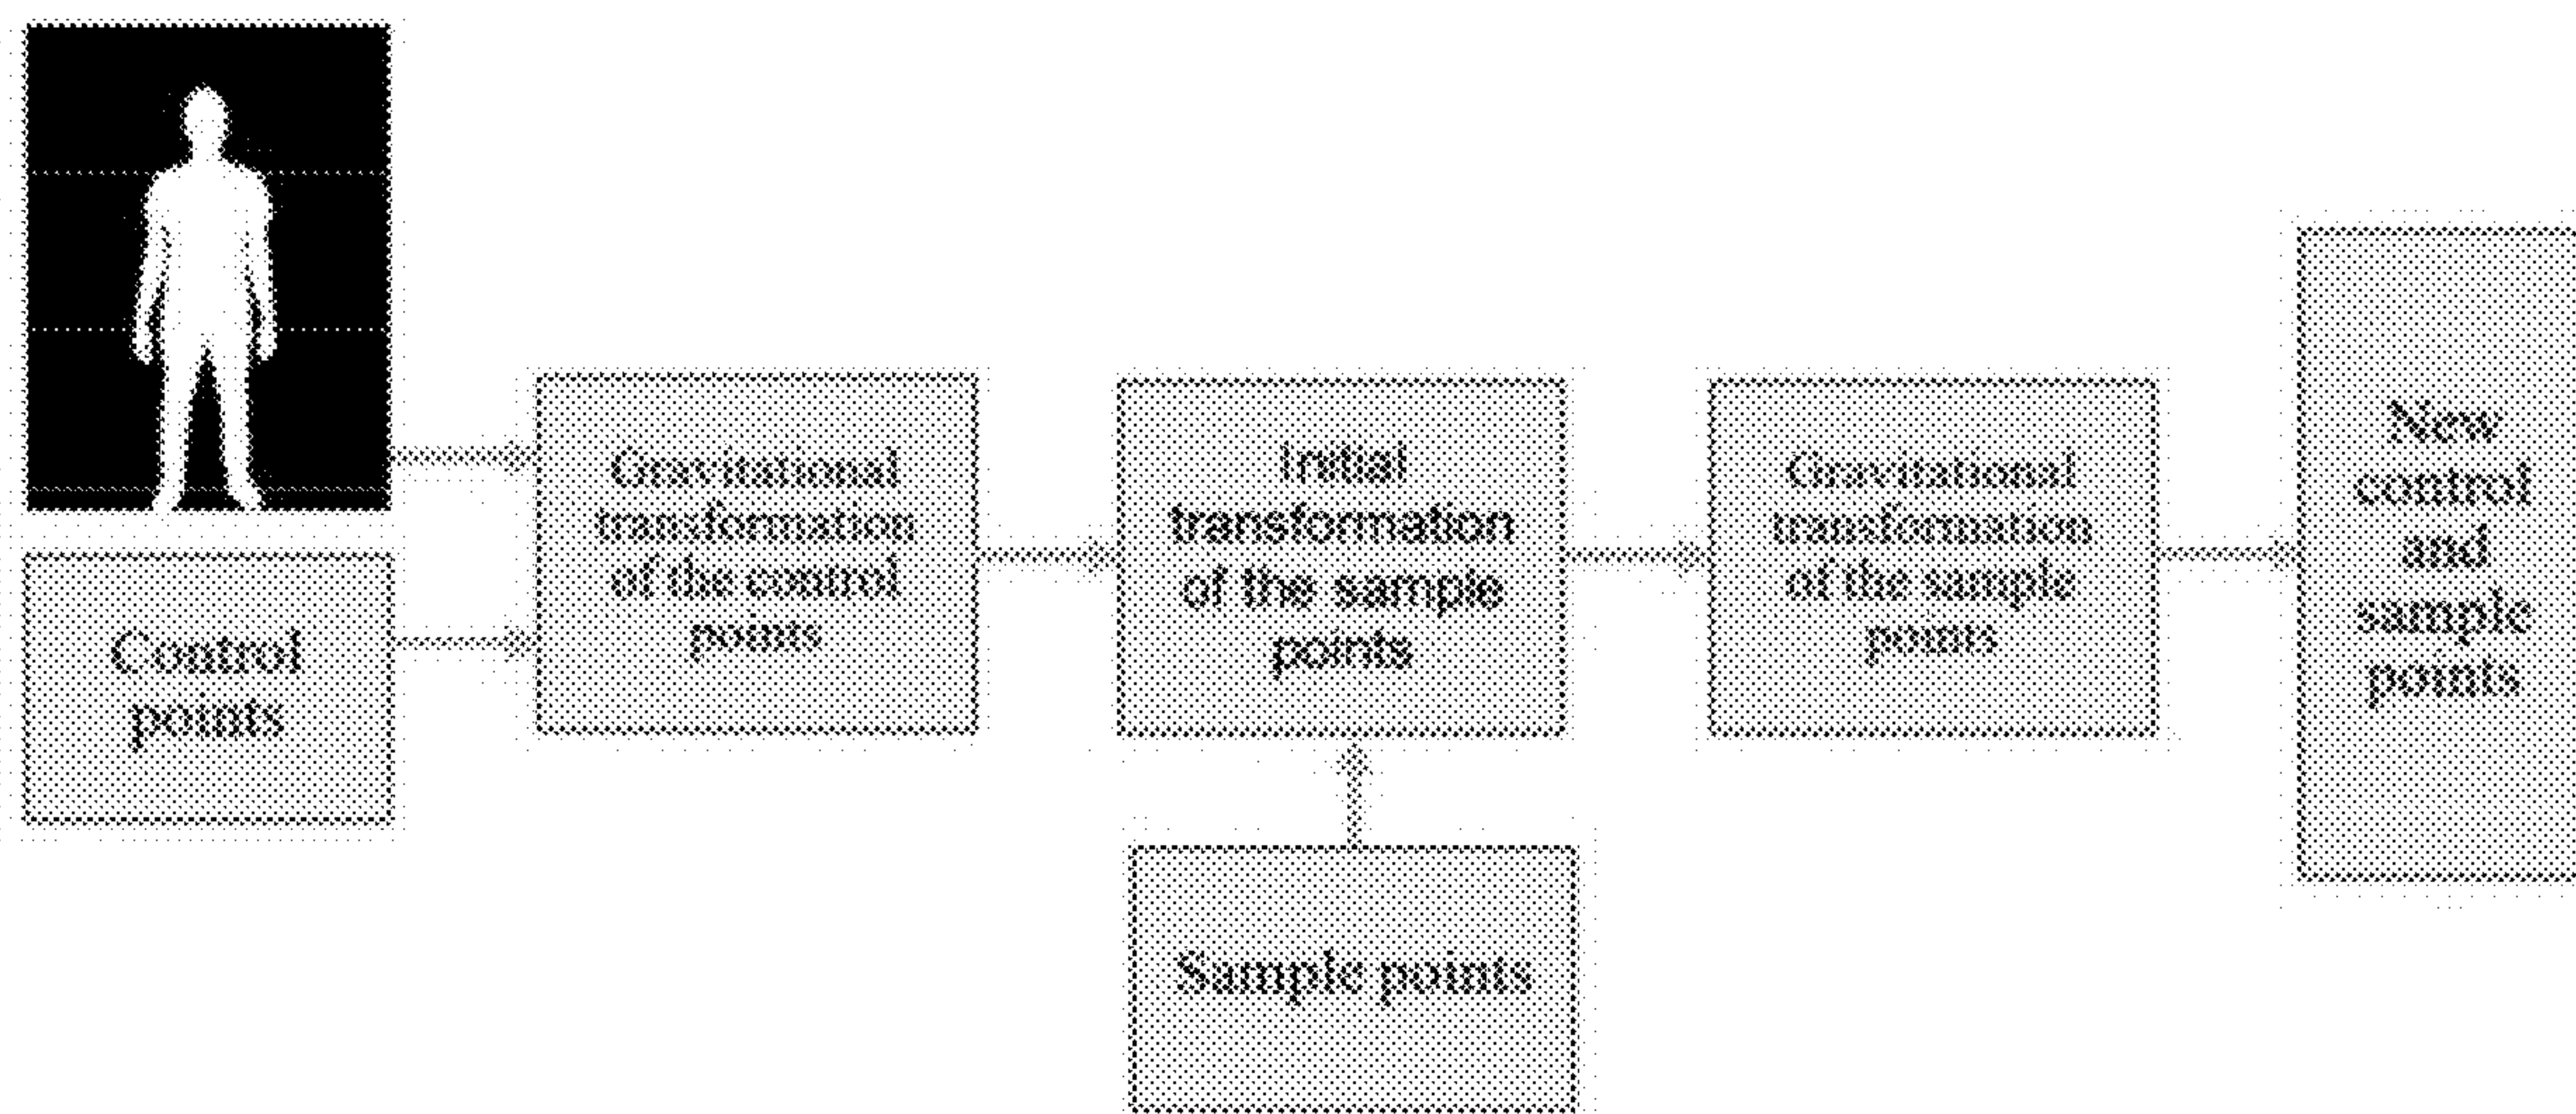 Control
points
Gravitational
transformation
of the control
points
Initial
transformation
of the sample
points
Sample points
Gravitational
transformation
of the sample
points
New
control
and
sample
points